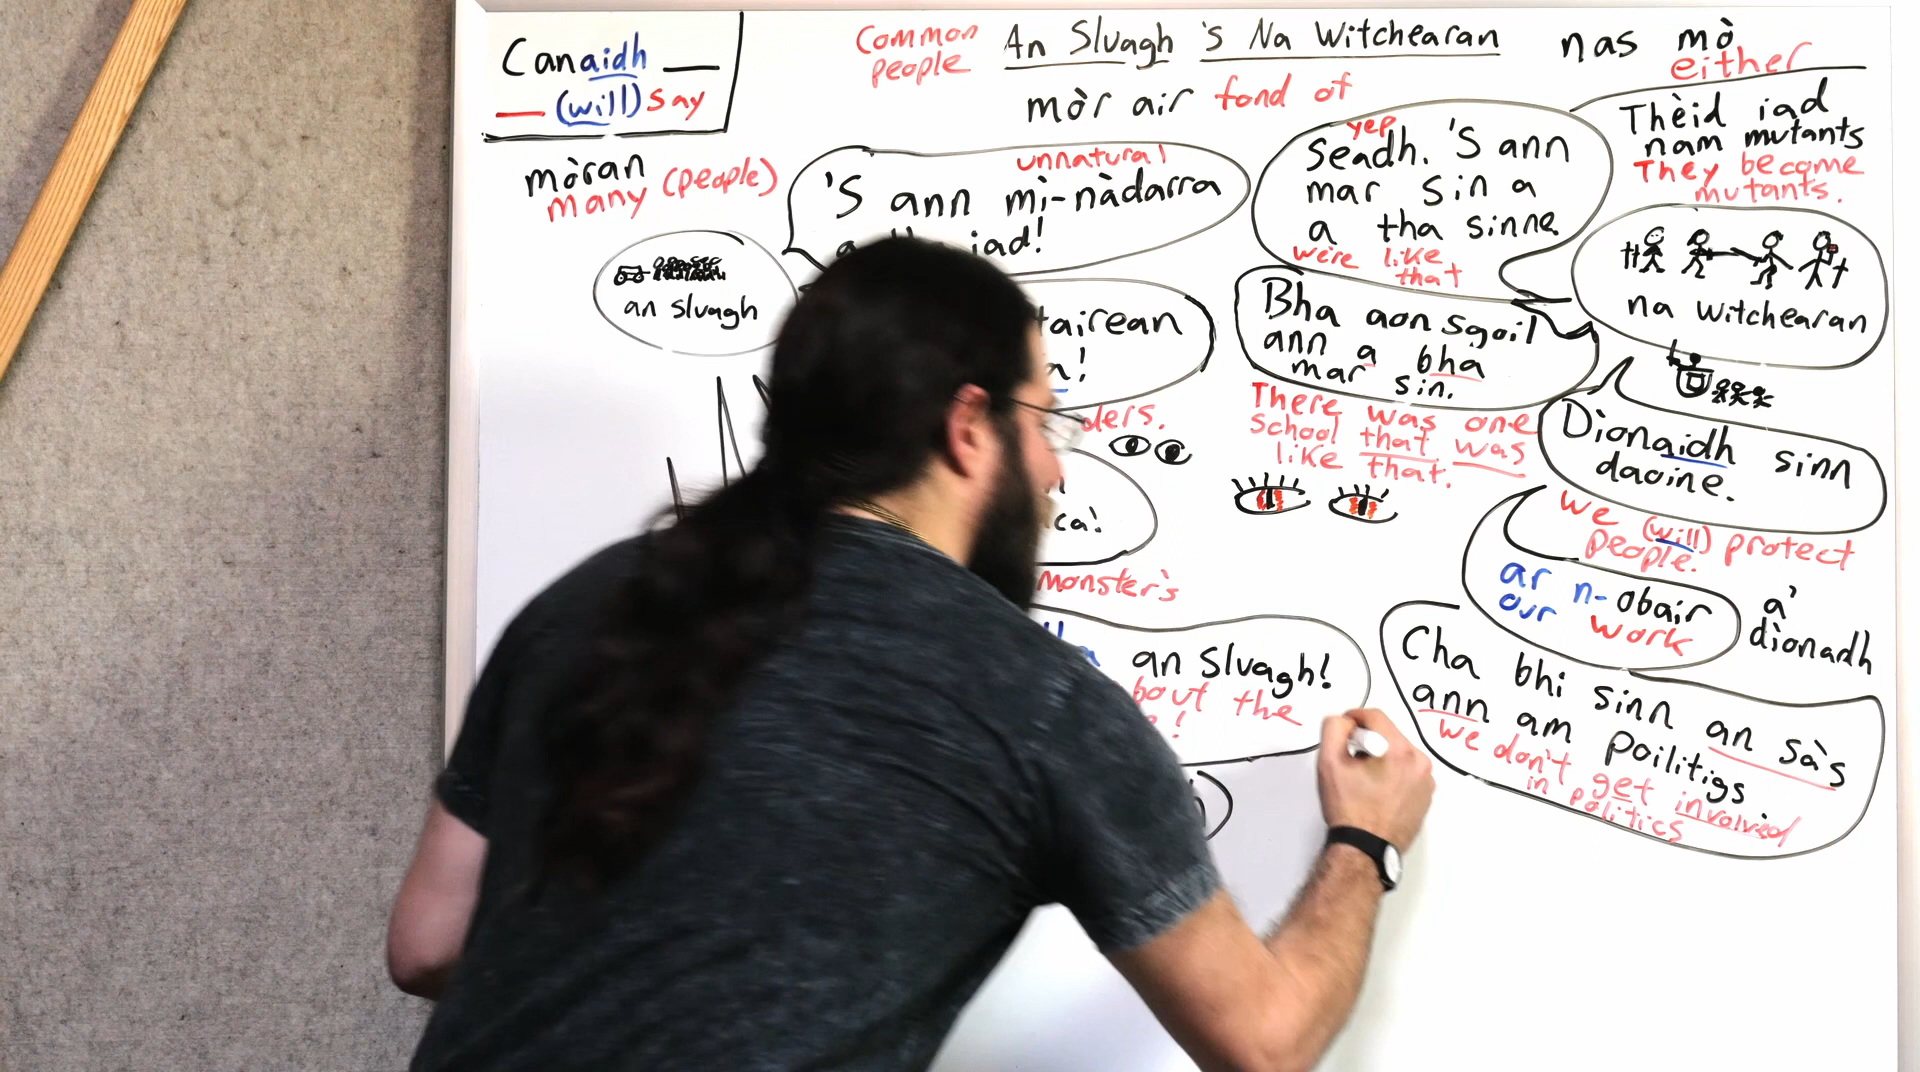 Canaidh
(will) say
common
people
An Sluagh 's Na Witchearan
nas mò
either
mòr air fond of
mòran
many (people)
unnatural
'S ann mì-nàdarra
iad!
an sluagh
yep
Seadh. 'S ann
mar sin a
a tha sinne
we're like
that
Thèid iad
nam mutants
They become
mutants.
na witchearan
tairean
a!
ders.
Bha aon sgoil
ann a bha
mar sin.
There was one
school that was
like that.
Dìonaidh sinn
daoine.
we (will) protect
people.
ca!
monster's
ar n-obair
our work
a'
dìonadh
an Sluagh!
bout the
e!
Cha bhi sinn an sàs
ann am poilitigs
we don't get involved
in politics